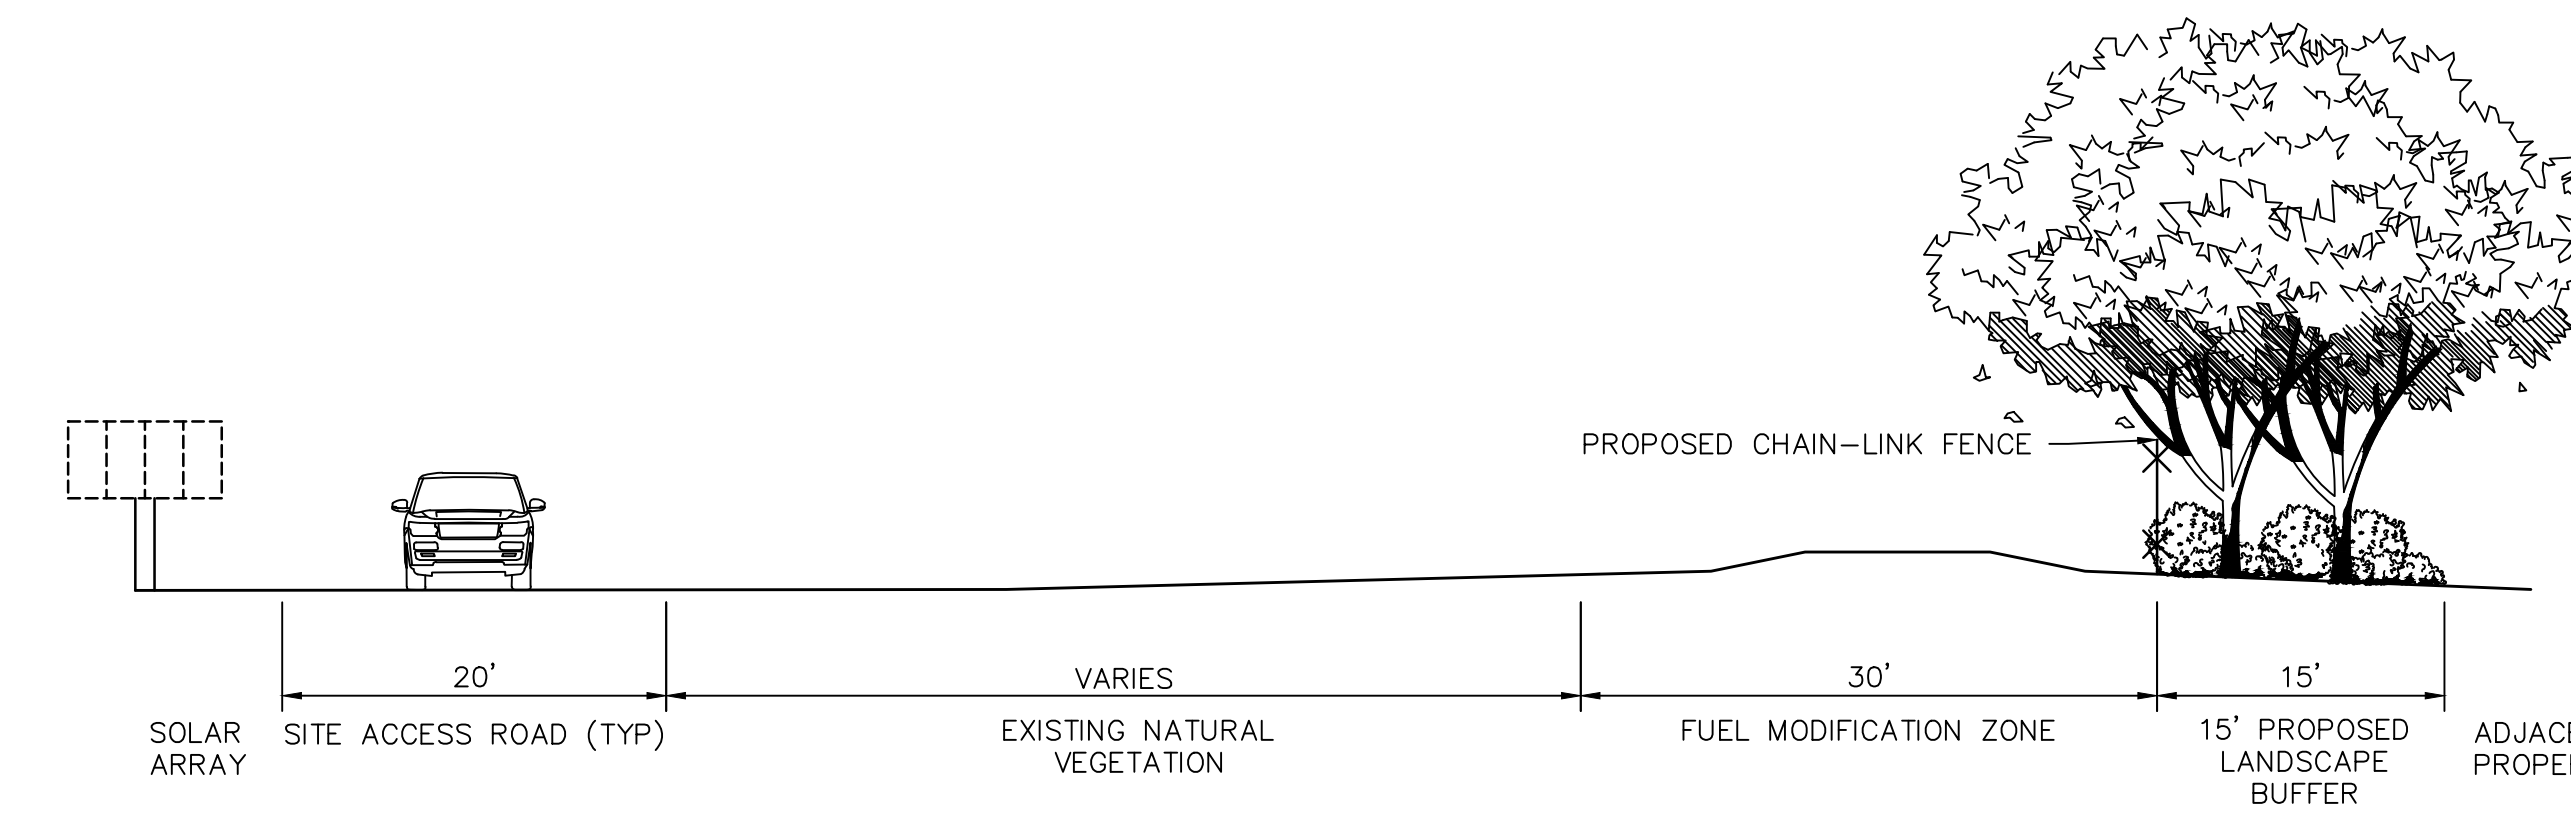 PROPOSED CHAIN-LINK FENCE
20'
VARIES
30'
15'
SOLAR
ARRAY
SITE ACCESS ROAD (TYP)
EXISTING NATURAL
VEGETATION
FUEL MODIFICATION ZONE
15' PROPOSED
LANDSCAPE
BUFFER